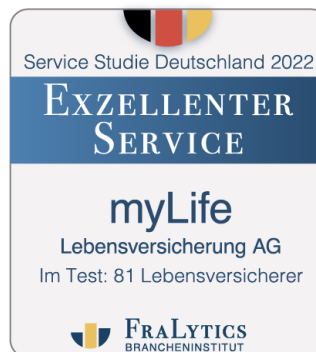 Service Studie Deutschland 2022
EXZELLENTER
SERVICE
myLife
Lebensversicherung AG
Im Test: 81 Lebensversicherer
FRALYTICS
BRANCHENINSTITUT